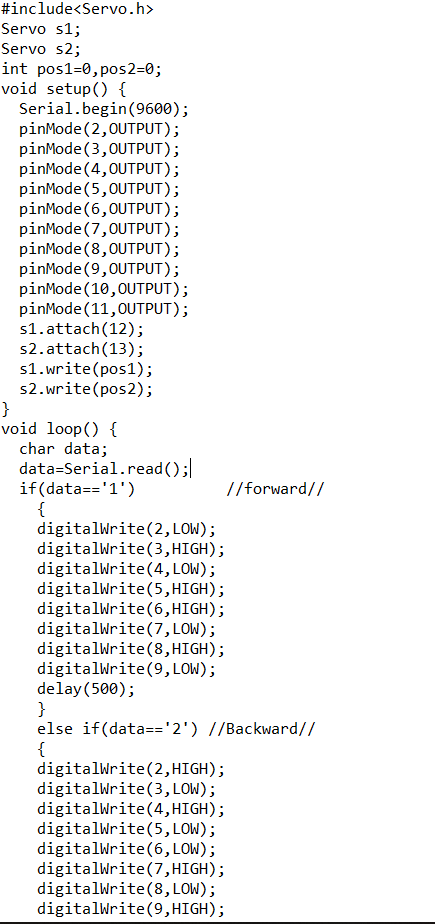 #include<Servo.h>
Servo s1;
Servo s2;
int pos1=0,pos2=0;
void setup() {
  Serial.begin(9600);
  pinMode(2,OUTPUT);
  pinMode(3,OUTPUT);
  pinMode(4,OUTPUT);
  pinMode(5,OUTPUT);
  pinMode(6,OUTPUT);
  pinMode(7,OUTPUT);
  pinMode(8,OUTPUT);
  pinMode(9,OUTPUT);
  pinMode(10,OUTPUT);
  pinMode(11,OUTPUT);
  s1.attach(12);
  s2.attach(13);
  s1.write(pos1);
  s2.write(pos2);
}
void loop() {
  char data;
  data=Serial.read();
  if(data=='1')          //forward//
    {
    digitalWrite(2,LOW);
    digitalWrite(3,HIGH);
    digitalWrite(4,LOW);
    digitalWrite(5,HIGH);
    digitalWrite(6,HIGH);
    digitalWrite(7,LOW);
    digitalWrite(8,HIGH);
    digitalWrite(9,LOW);
    delay(500);
    }
    else if(data=='2') //Backward//
    {
    digitalWrite(2,HIGH);
    digitalWrite(3,LOW);
    digitalWrite(4,HIGH);
    digitalWrite(5,LOW);
    digitalWrite(6,LOW);
    digitalWrite(7,HIGH);
    digitalWrite(8,LOW);
    digitalWrite(9,HIGH);